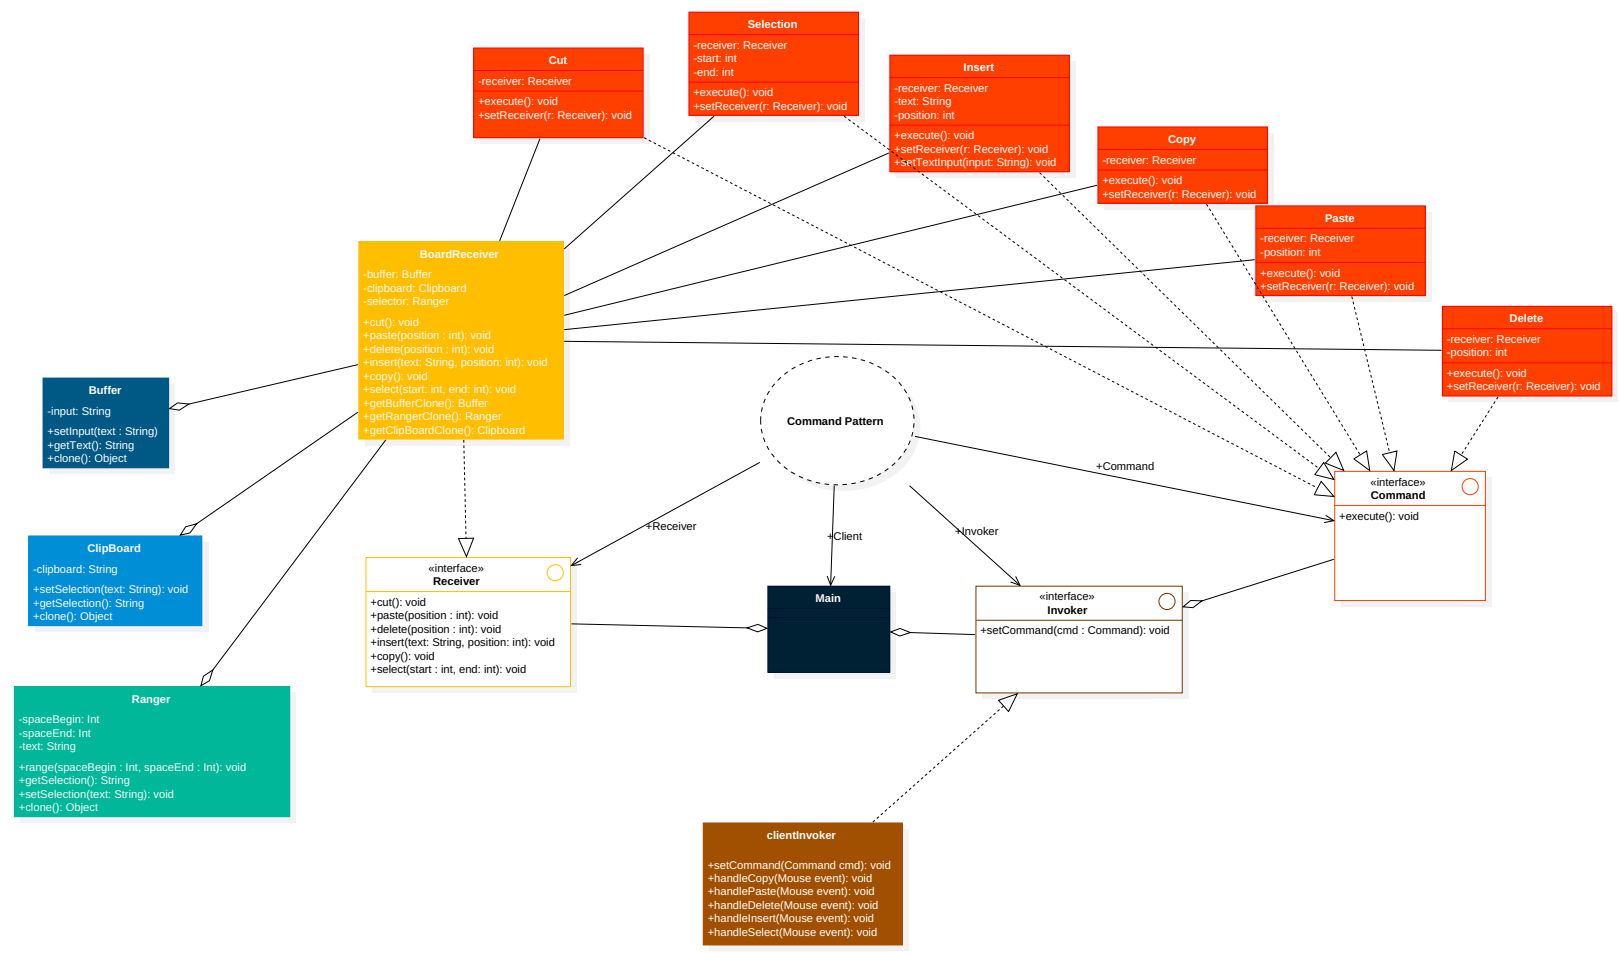 Selection
-receiver: Receiver
-start: int
-end: int
+execute(): void
+setReceiver(r: Receiver): void
Cut
-receiver: Receiver
+execute(): void
+setReceiver(r: Receiver): void
Insert
-receiver: Receiver
-text: String
-position: int
+execute(): void
+setReceiver(r: Receiver): void
+setTextInput(input: String): void
Copy
-receiver: Receiver
+execute(): void
+setReceiver(r: Receiver): void
Paste
-receiver: Receiver
-position: int
+execute(): void
+setReceiver(r: Receiver): void
Delete
-receiver: Receiver
-position: int
+execute(): void
+setReceiver(r: Receiver): void
BoardReceiver
-buffer: Buffer
-clipboard: Clipboard
-selector: Ranger
+cut(): void
+paste(position : int): void
+delete(position : int): void
+insert(text: String, position: int): void
+copy(): void
+select(start: int, end: int): void
+getBufferClone(): Buffer
+getRangerClone(): Ranger
+getClipBoardClone(): Clipboard
Buffer
-input: String
+setInput(text : String)
+getText(): String
+clone(): Object
Command Pattern
+Command
+Receiver
+Client
+Invoker
«interface»
Command
+execute(): void
ClipBoard
-clipboard: String
+setSelection(text: String): void
+getSelection(): String
+clone(): Object
«interface»
Receiver
+cut(): void
+paste(position : int): void
+delete(position : int): void
+insert(text: String, position: int): void
+copy(): void
+select(start : int, end: int): void
Main
«interface»
Invoker
+setCommand(cmd : Command): void
Ranger
-spaceBegin: Int
-spaceEnd: Int
-text: String
+range(spaceBegin : Int, spaceEnd : Int): void
+getSelection(): String
+setSelection(text: String): void
+clone(): Object
clientInvoker
+setCommand(Command cmd): void
+handleCopy(Mouse event): void
+handlePaste(Mouse event): void
+handleDelete(Mouse event): void
+handleInsert(Mouse event): void
+handleSelect(Mouse event): void